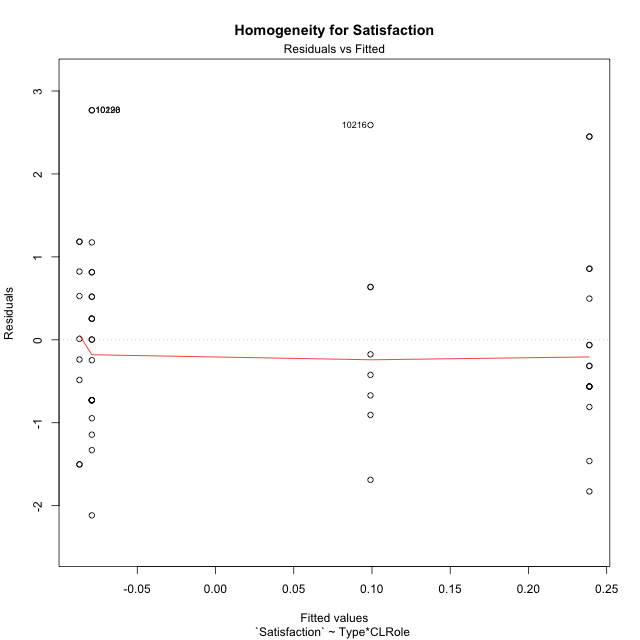 Homogeneity for Satisfaction
Residuals vs Fitted
3
2
1
0
-1
-2
Residuals
10216
-0.05
0.00
0.05
0.10
0.15
0.20
0.25
Fitted values
`Satisfaction` ~ Type*CLRole